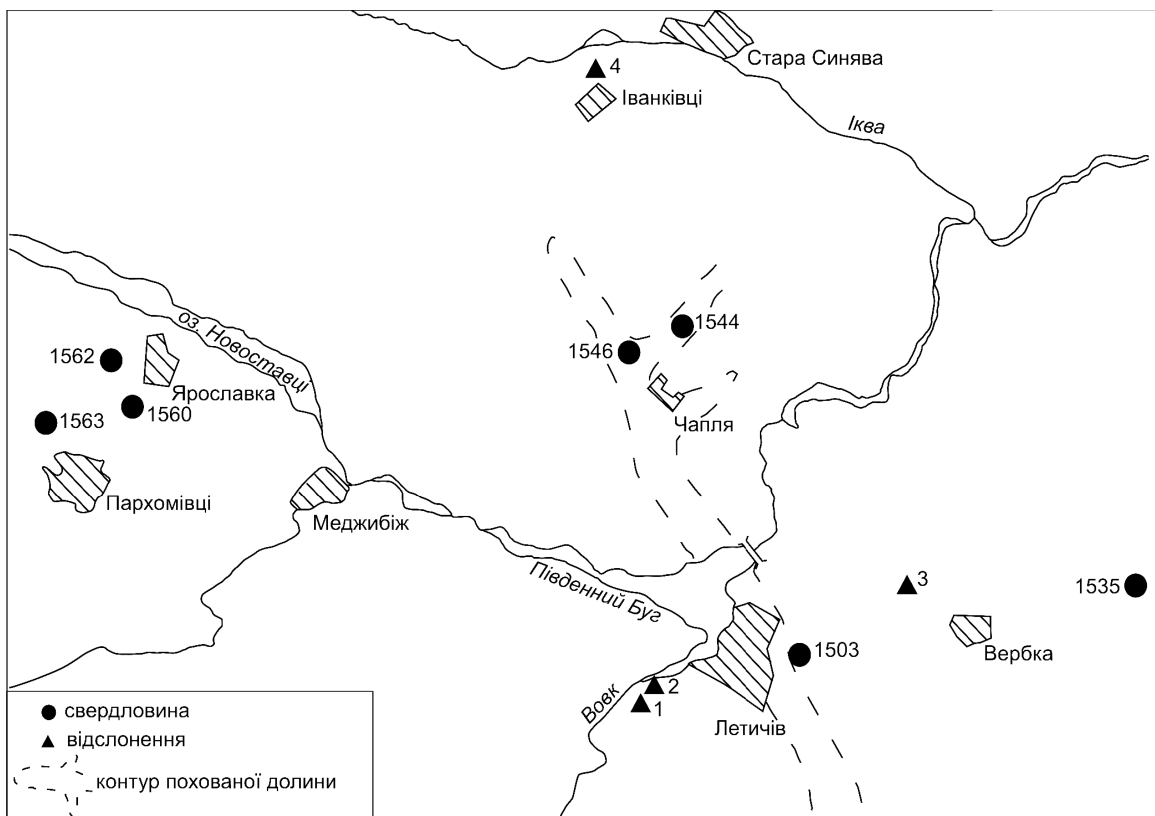 Стара Синява
4
Іванківці
Іква
оз. Новоставці
1544
1546
1562
Ярославка
1560
1563
Чапля
Пархомівці
Меджибіж
Південний Буг
3
1535
1503
Вербка
2
1
Вовк
Летичів
свердловина
відслонення
контур похованої долини